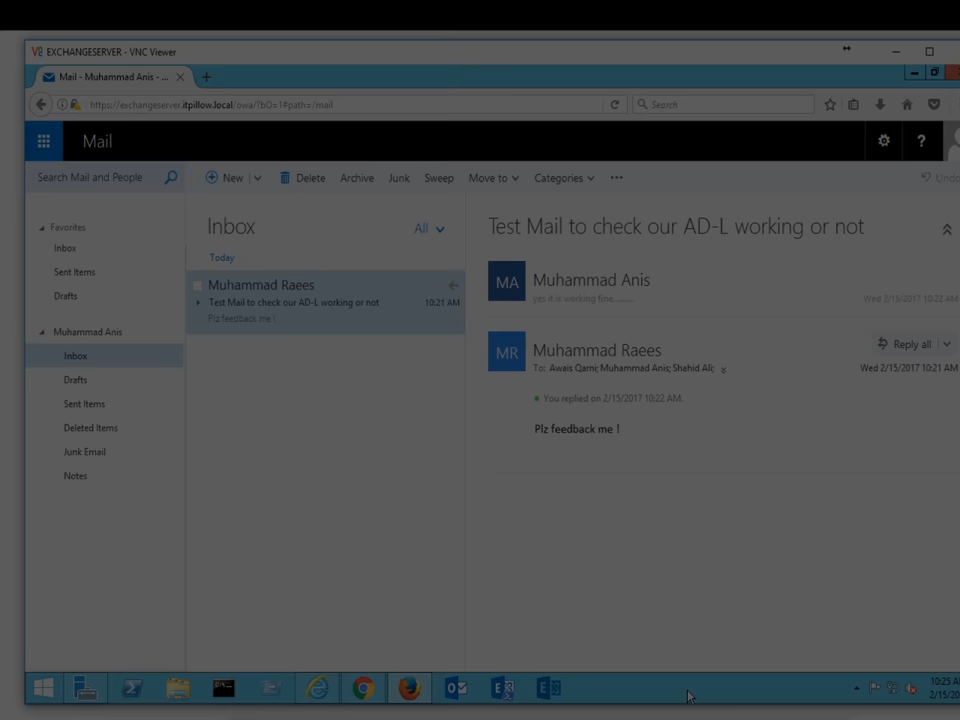 EXCHANGESERVER - VNC Viewer
Mail - Muhammad Anis - ...
https://exchangeserver.itpillow.local/owa/?bO=1#path=/mail
Search
Mail
Search Mail and People
New
Delete
Archive
Junk
Sweep
Move to
Categories
Undo
Favorites
Inbox
Sent Items
Drafts
Muhammad Anis
Inbox
Drafts
Sent Items
Deleted Items
Junk Email
Notes
Inbox
All
Today
Muhammad Raees
Test Mail to check our AD-L working or not 10:21 AM
Plz feedback me !
Test Mail to check our AD-L working or not
MA
Muhammad Anis
yes it is working fine........
Wed 2/15/2017 10:22 AM
MR
Muhammad Raees
Reply all
To: Awais Qarni; Muhammad Anis; Shahid Ali;
Wed 2/15/2017 10:21 AM
You replied on 2/15/2017 10:22 AM.
Plz feedback me !
10:25 AM